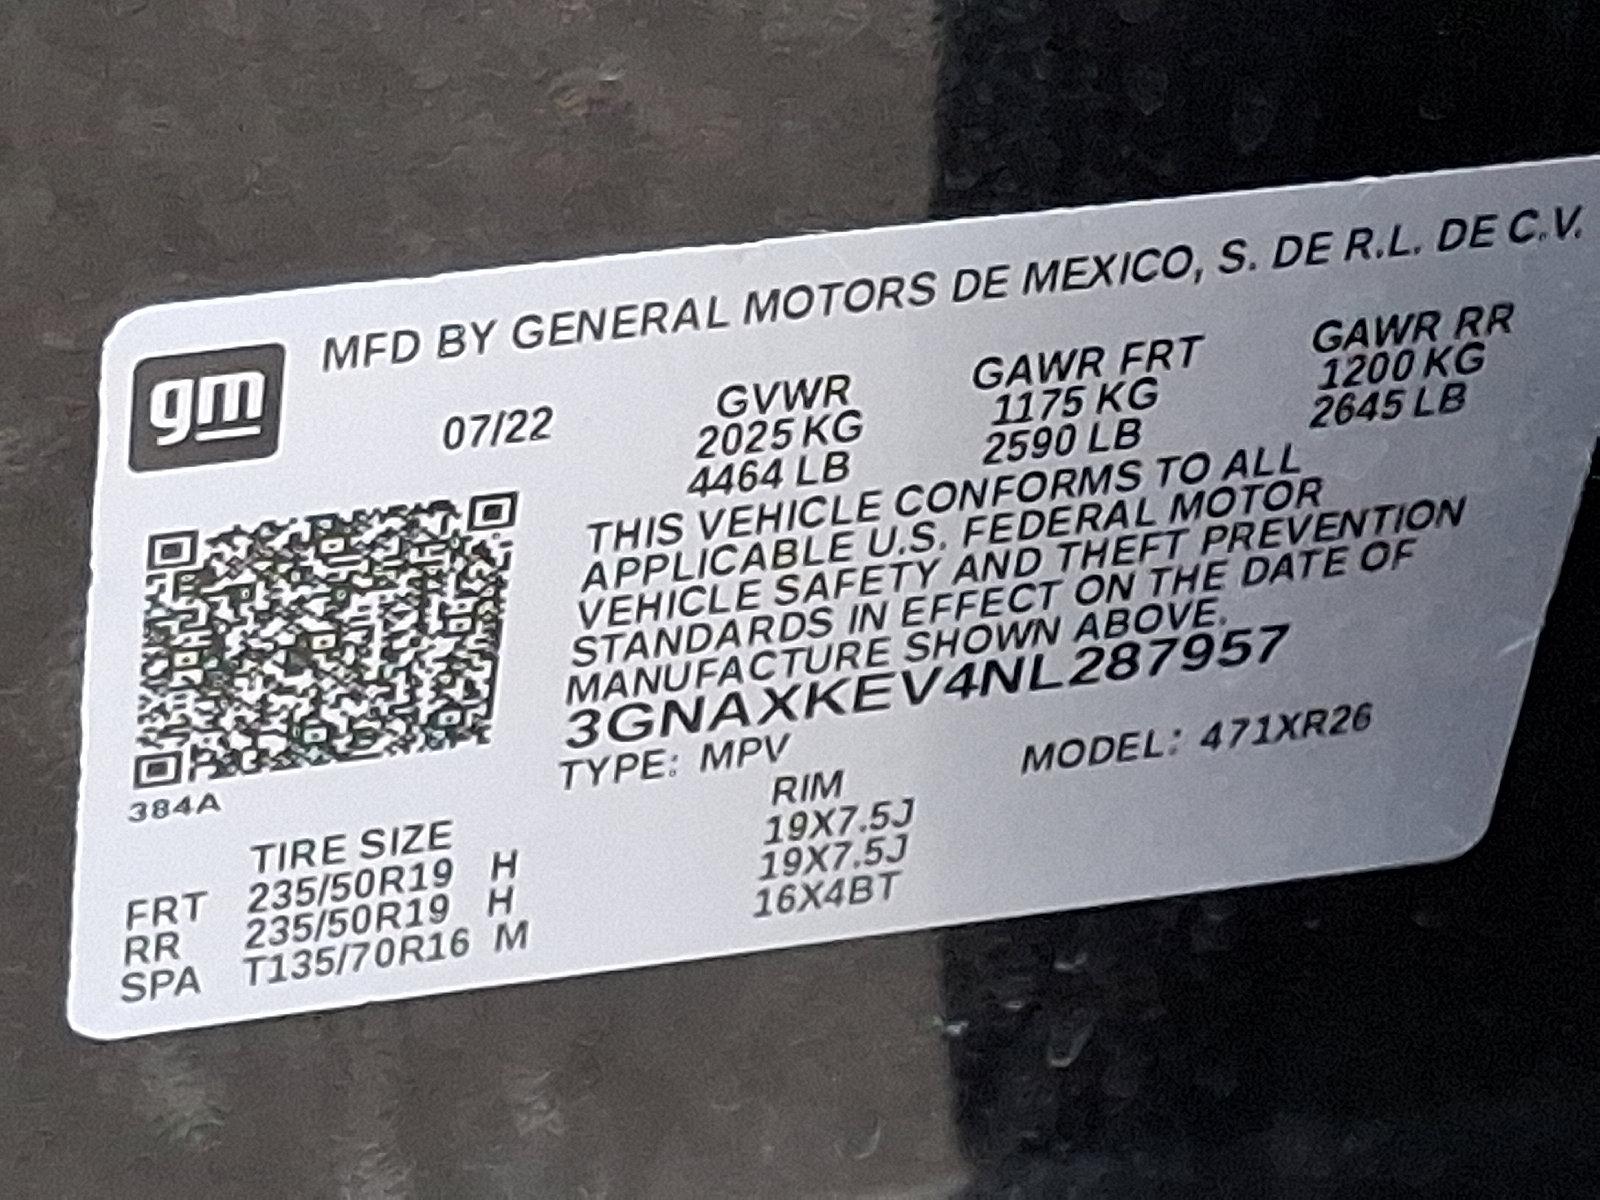 MFD BY GENERAL MOTORS DE MEXICO, S. DE R.L. DE C.V.
gm
07/22 GVWR GAWR FRT GAWR RR
2025 KG 1175 KG 1200 KG
4464 LB 2590 LB 2645 LB
THIS VEHICLE CONFORMS TO ALL
APPLICABLE U.S. FEDERAL MOTOR
VEHICLE SAFETY AND THEFT PREVENTION
STANDARDS IN EFFECT ON THE DATE OF
MANUFACTURE SHOWN ABOVE.
3GNAXKEV4NL287957
TYPE: MPV MODEL: 471XR26
384A
TIRE SIZE RIM
FRT 235/50R19 H 19X7.5J
RR 235/50R19 H 19X7.5J
SPA T135/70R16 M 16X4BT